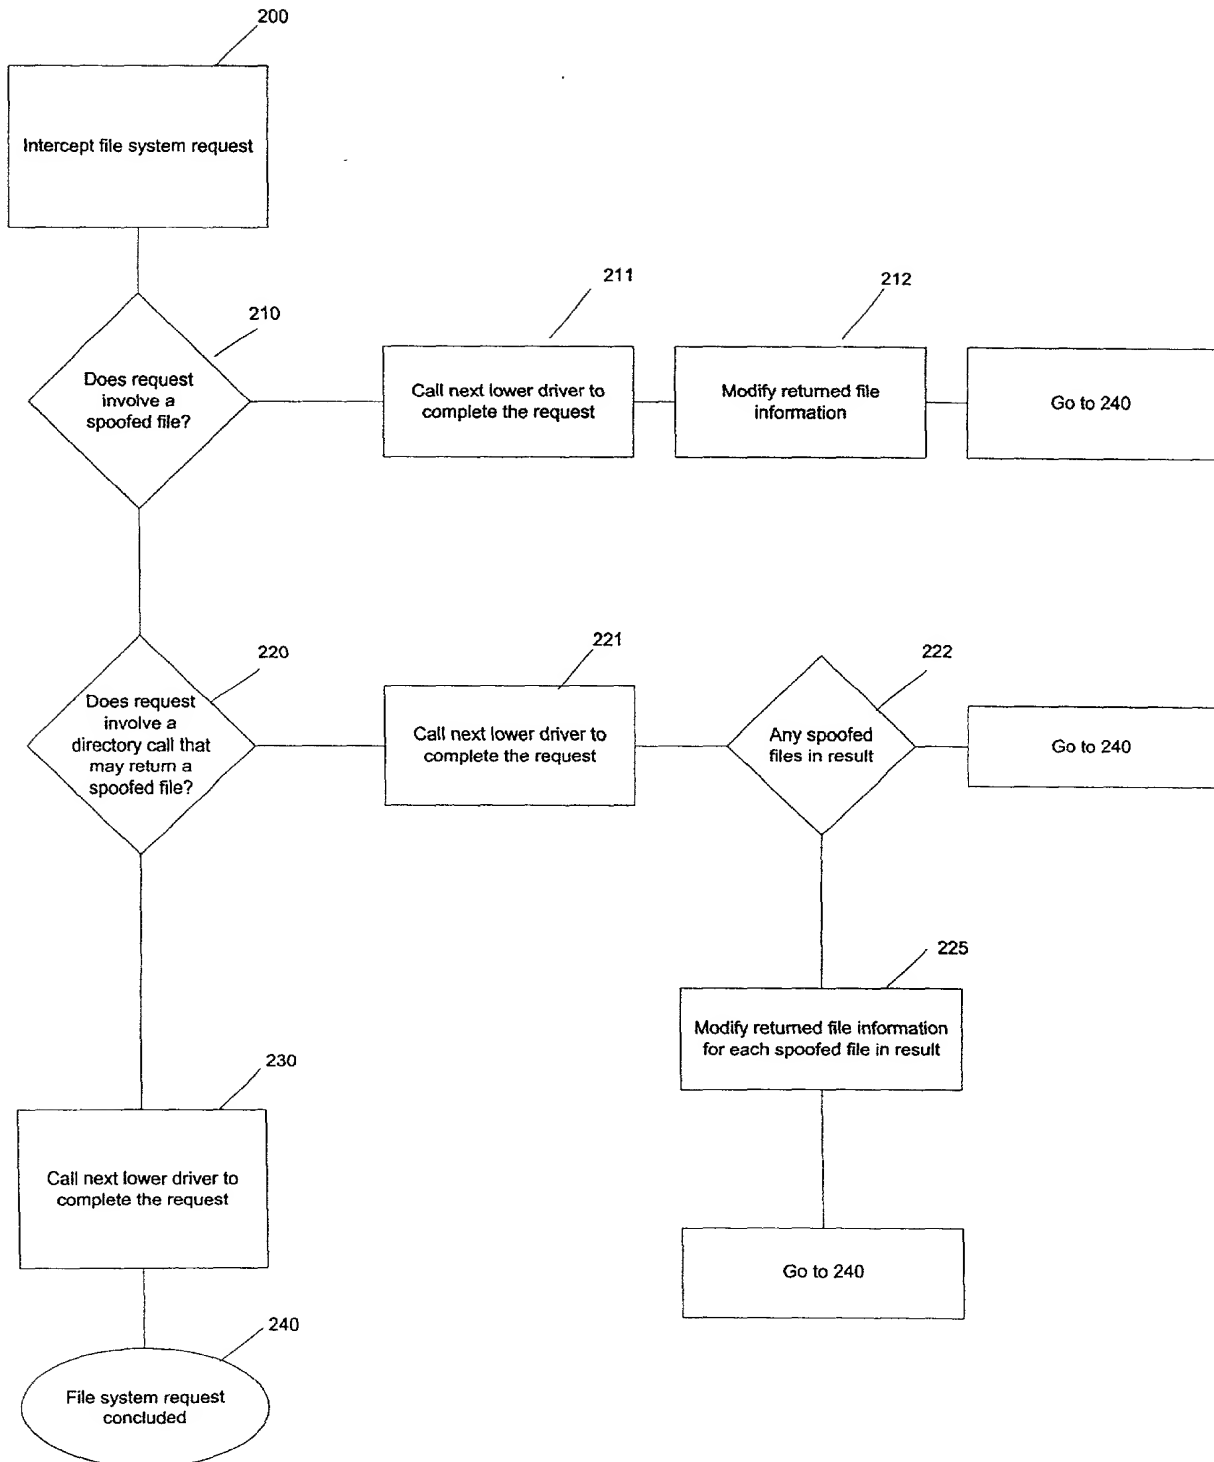 200
Intercept file system request
210
Does request
involve a
spoofed file?
211
Call next lower driver to
complete the request
212
Modify returned file
information
Go to 240
220
Does request
involve a
directory call that
may return a
spoofed file?
221
Call next lower driver to
complete the request
222
Any spoofed
files in result
Go to 240
225
Modify returned file information
for each spoofed file in result
Go to 240
230
Call next lower driver to
complete the request
240
File system request
concluded